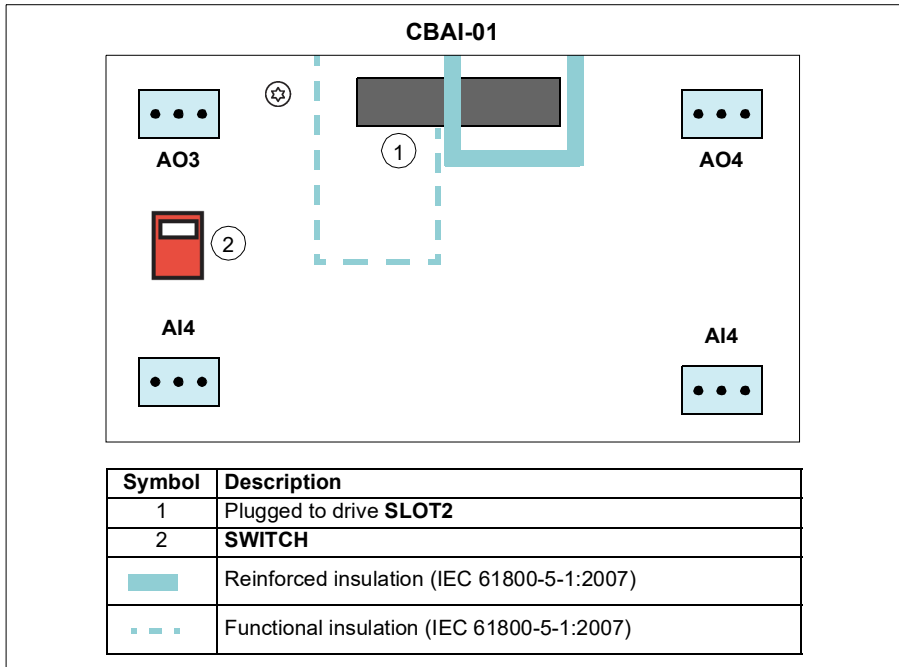 CBAI-01
AO3
1
AO4
2
AI4
AI4
Symbol Description
1 Plugged to drive SLOT2
2 SWITCH
Reinforced insulation (IEC 61800-5-1:2007)
Functional insulation (IEC 61800-5-1:2007)